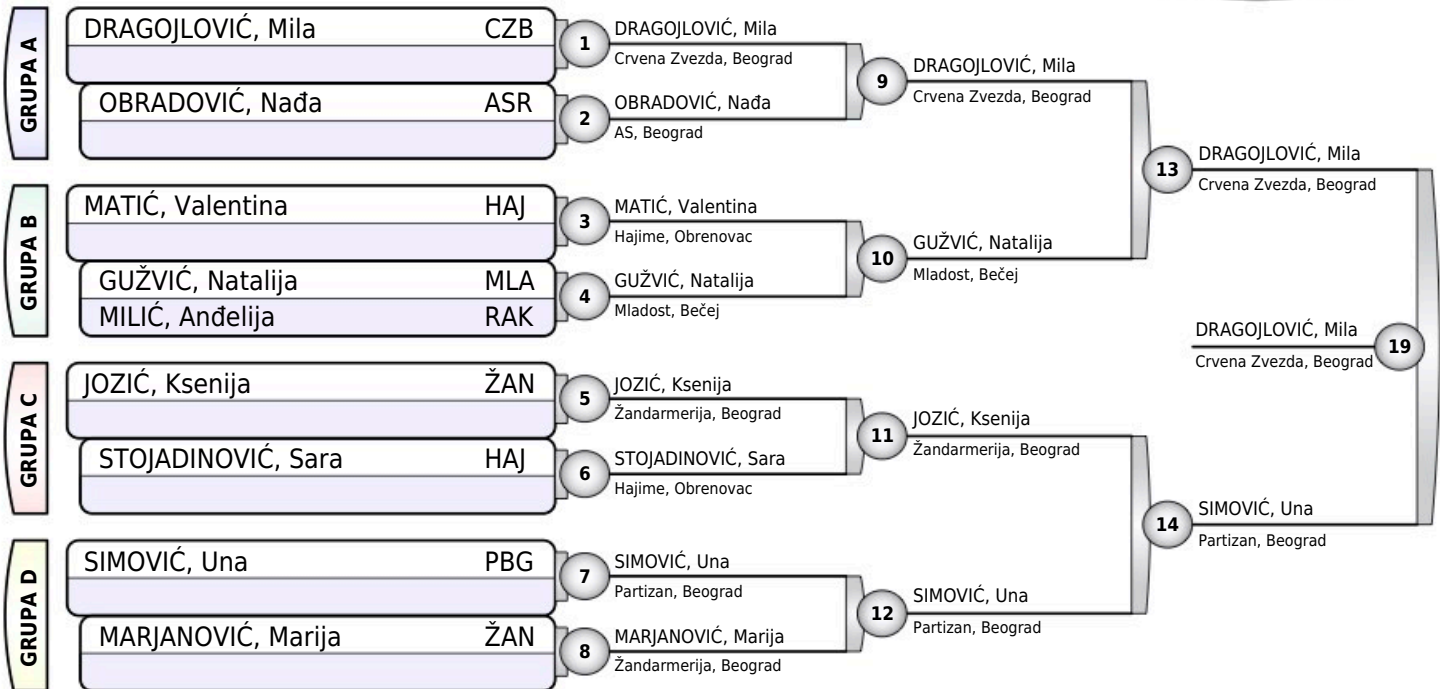 GRUPA A
DRAGOJLOVIĆ, Mila CZB
OBRADOVIĆ, Nađa ASR
1
DRAGOJLOVIĆ, Mila
Crvena Zvezda, Beograd
2
OBRADOVIĆ, Nađa
AS, Beograd
9
DRAGOJLOVIĆ, Mila
Crvena Zvezda, Beograd
GRUPA B
MATIĆ, Valentina HAJ
GUŽVIĆ, Natalija MLA
MILIĆ, Anđelija RAK
3
MATIĆ, Valentina
Hajime, Obrenovac
4
GUŽVIĆ, Natalija
Mladost, Bečej
10
GUŽVIĆ, Natalija
Mladost, Bečej
13
DRAGOJLOVIĆ, Mila
Crvena Zvezda, Beograd
GRUPA C
JOZIĆ, Ksenija ŽAN
STOJADINOVIĆ, Sara HAJ
5
JOZIĆ, Ksenija
Žandarmerija, Beograd
6
STOJADINOVIĆ, Sara
Hajime, Obrenovac
11
JOZIĆ, Ksenija
Žandarmerija, Beograd
GRUPA D
SIMOVIĆ, Una PBG
MARJANOVIĆ, Marija ŽAN
7
SIMOVIĆ, Una
Partizan, Beograd
8
MARJANOVIĆ, Marija
Žandarmerija, Beograd
12
SIMOVIĆ, Una
Partizan, Beograd
14
SIMOVIĆ, Una
Partizan, Beograd
DRAGOJLOVIĆ, Mila
Crvena Zvezda, Beograd
19